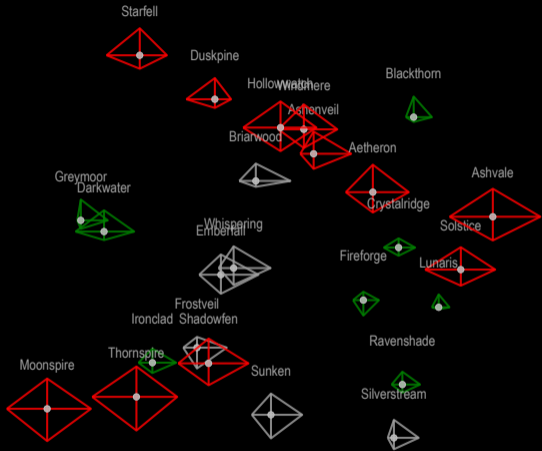 Starfell
Duskpine
Blackthorn
Hollowreach
Windmere
Ashenveil
Briarwood
Aetheron
Ashvale
Greymoor
Darkwater
Crystalridge
Whispering
Solstice
Emberfall
Fireforge
Lunaris
Frostveil
Ironclad
Shadowfen
Ravenshade
Thornspire
Moonspire
Sunken
Silverstream